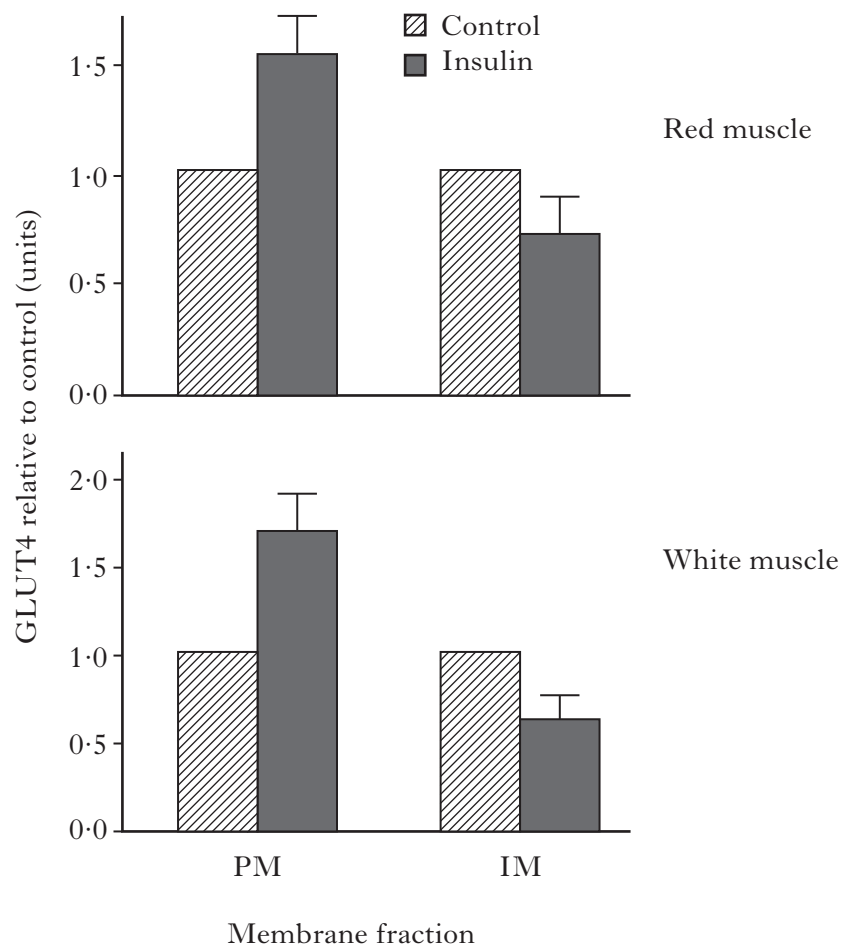 Control
Insulin
1·5
1·0
0·5
0·0
Red muscle
GLUT4 relative to control (units)
2·0
1·5
1·0
0·5
0·0
White muscle
PM IM
Membrane fraction